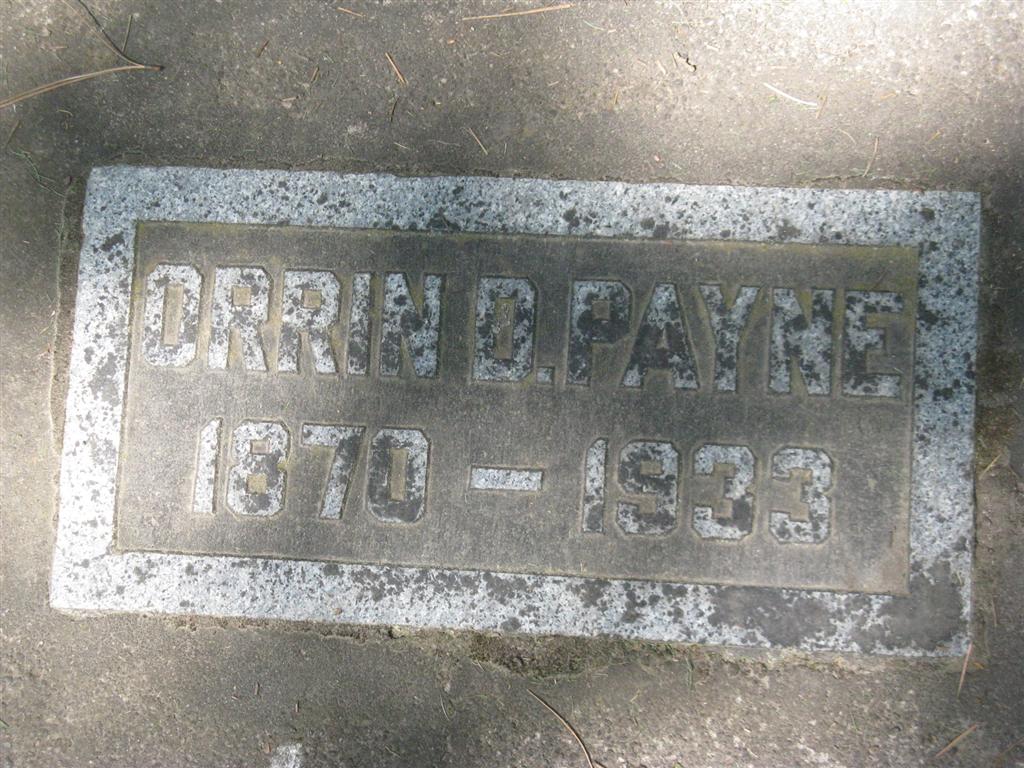 ORRIN D. PAYNE
1870 – 1933